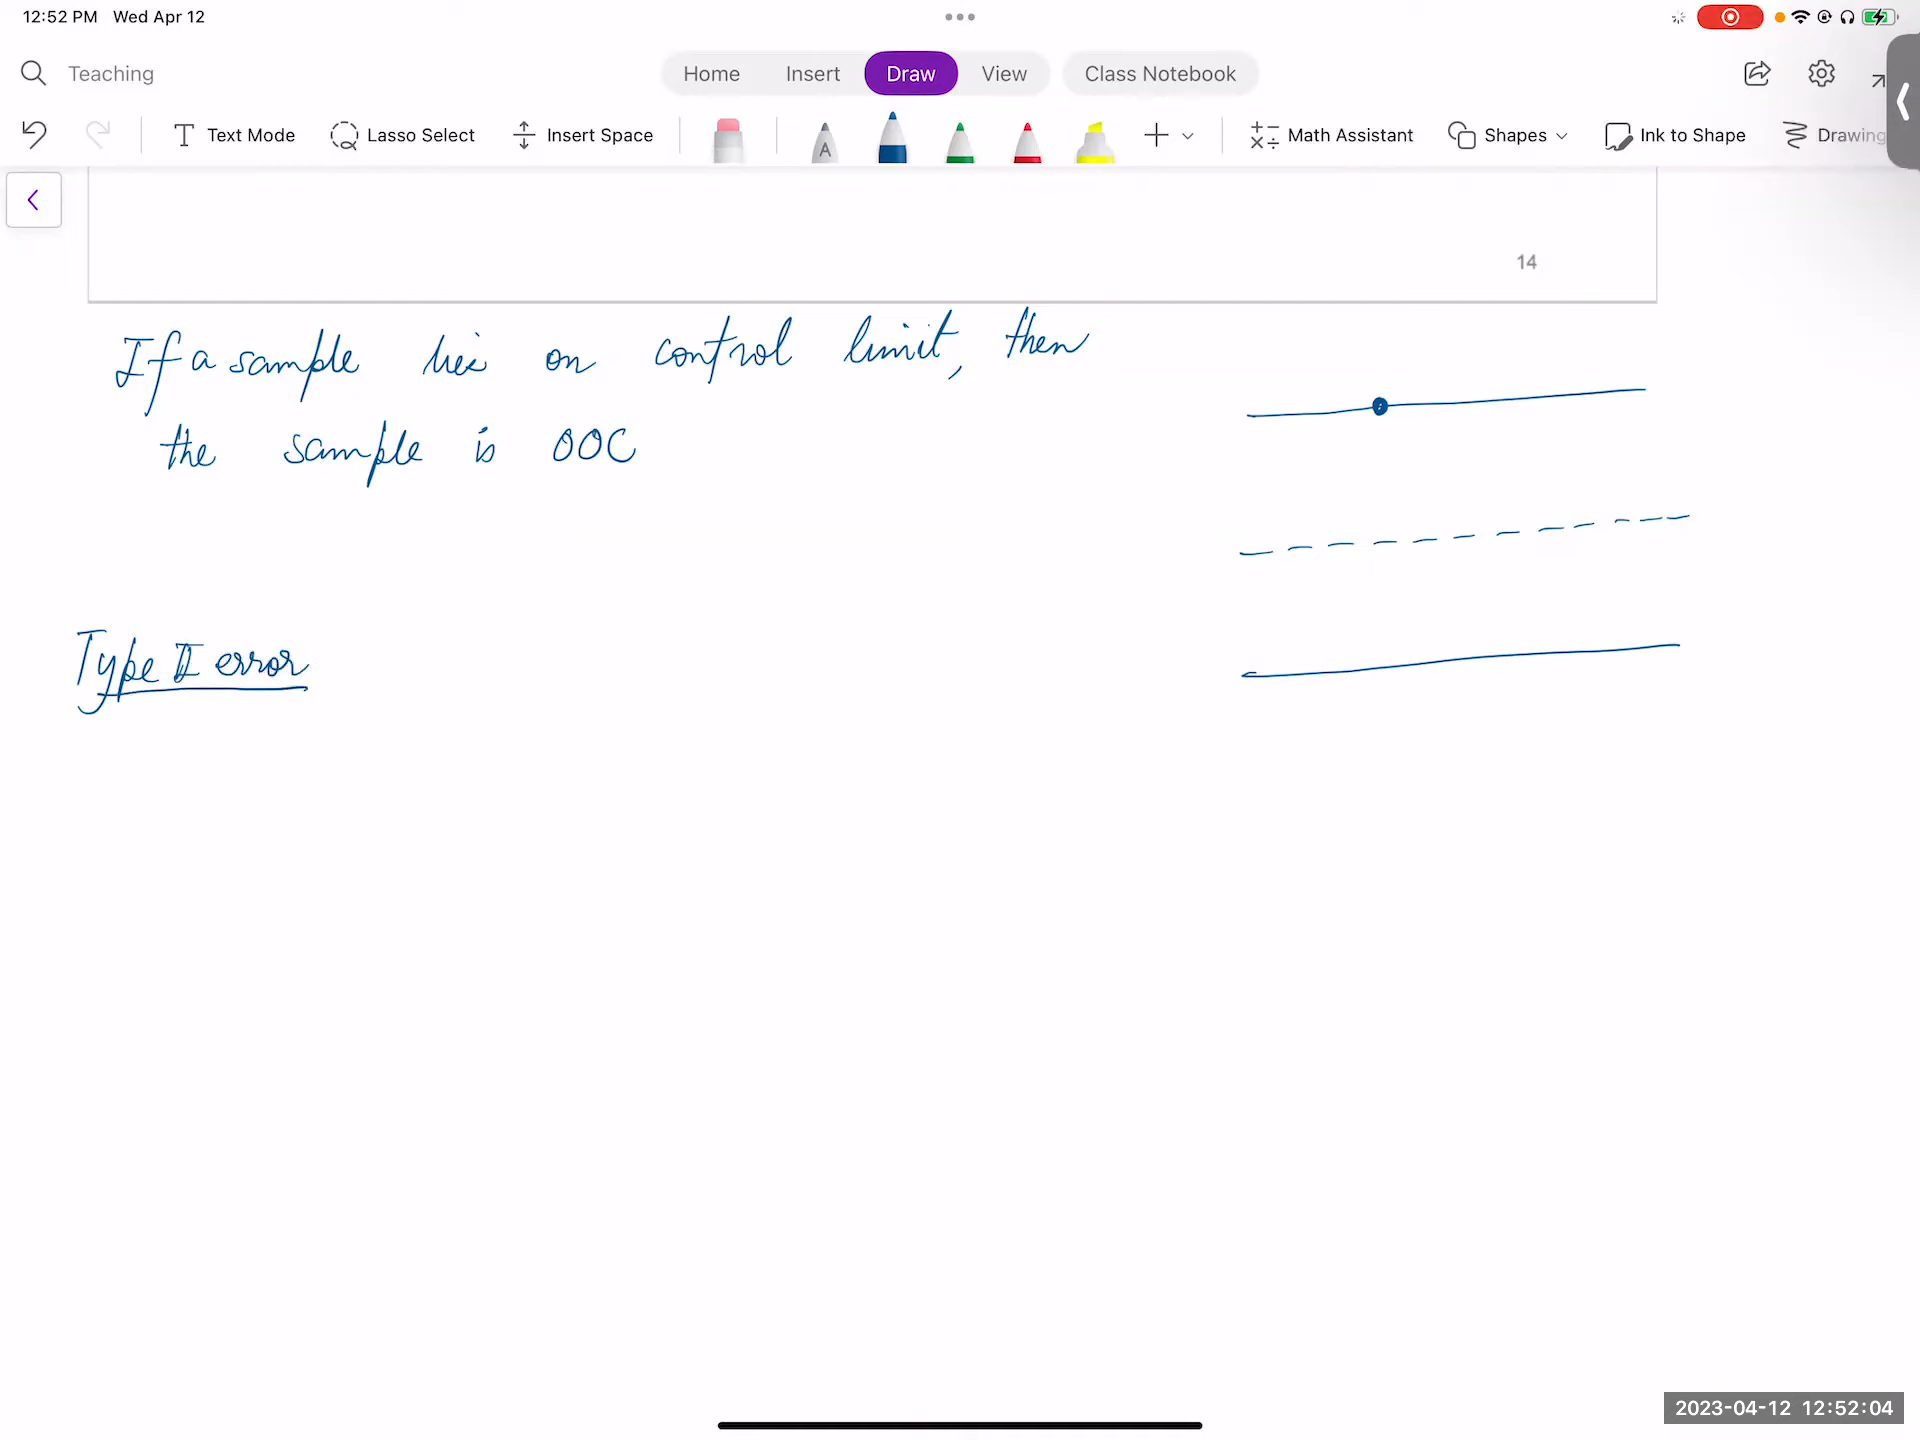 12:52 PM Wed Apr 12
Teaching
Home Insert Draw View Class Notebook
Text Mode Lasso Select Insert Space A Math Assistant Shapes Ink to Shape Drawing
14
If a sample lies on control limit, then
the sample is OOC
Type II error
2023-04-12 12:52:04